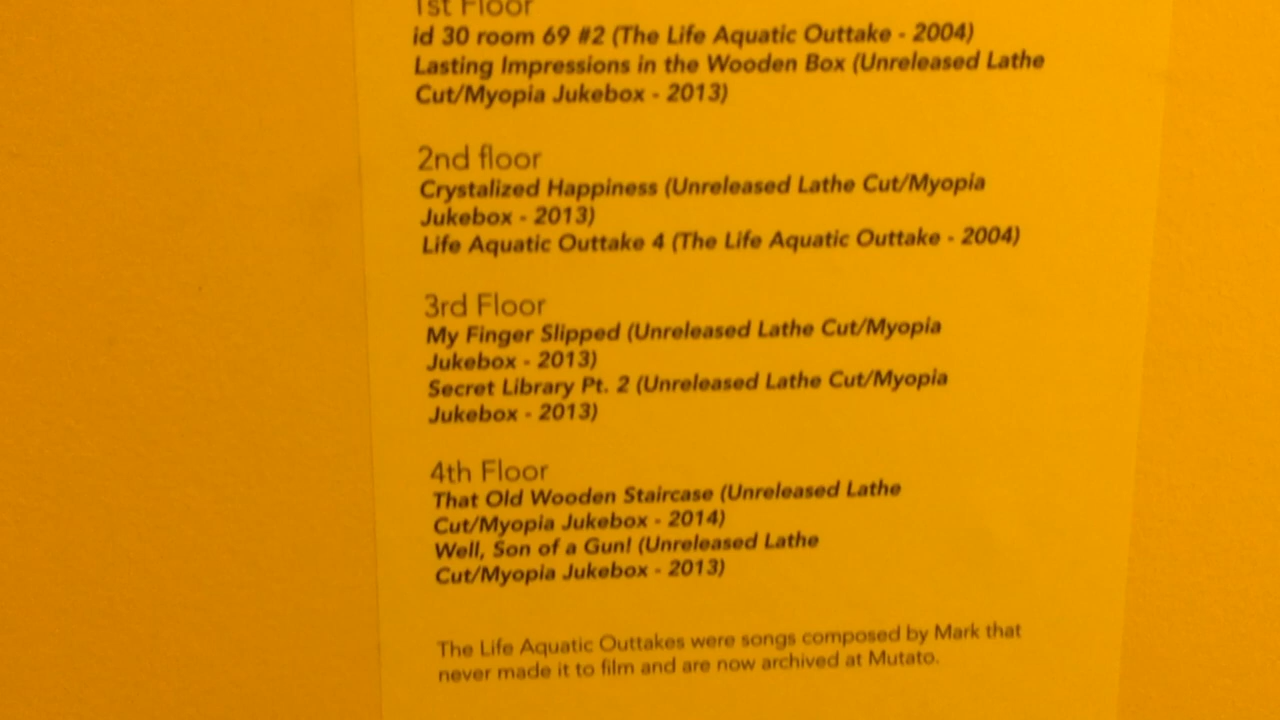 1st Floor
id 30 room 69 #2 (The Life Aquatic Outtake - 2004)
Lasting Impressions in the Wooden Box (Unreleased Lathe
Cut/Myopia Jukebox - 2013)
2nd floor
Crystalized Happiness (Unreleased Lathe Cut/Myopia
Jukebox - 2013)
Life Aquatic Outtake 4 (The Life Aquatic Outtake - 2004)
3rd Floor
My Finger Slipped (Unreleased Lathe Cut/Myopia
Jukebox - 2013)
Secret Library Pt. 2 (Unreleased Lathe Cut/Myopia
Jukebox - 2013)
4th Floor
That Old Wooden Staircase (Unreleased Lathe
Cut/Myopia Jukebox - 2014)
Well, Son of a Gun! (Unreleased Lathe
Cut/Myopia Jukebox - 2013)
The Life Aquatic Outtakes were songs composed by Mark that
never made it to film and are now archived at Mutato.